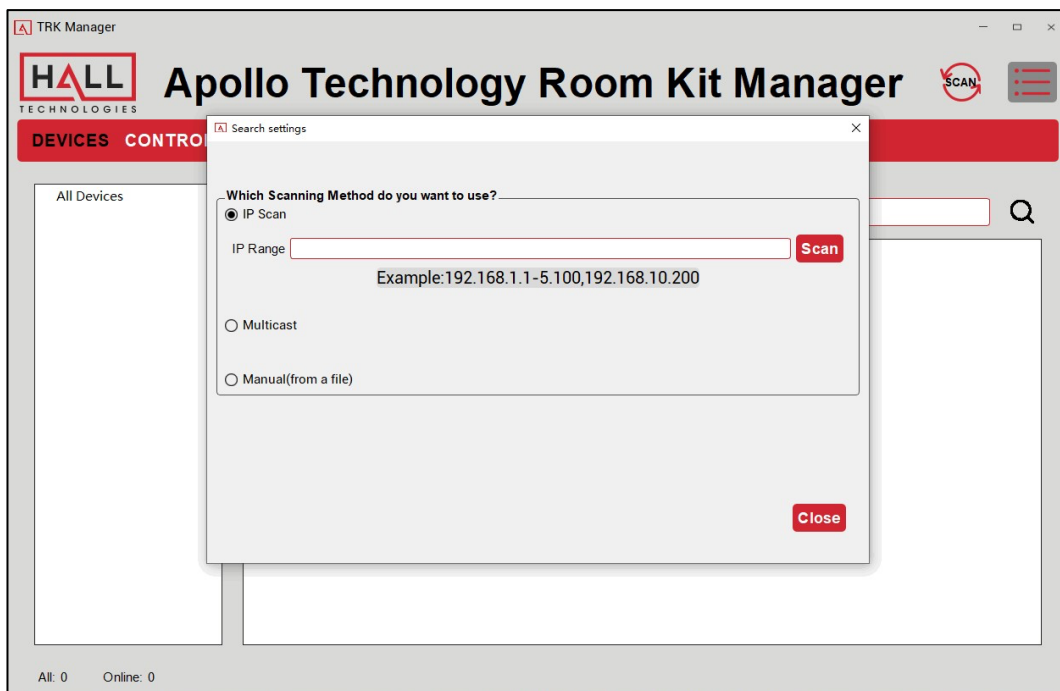 TRK Manager
HALL
TECHNOLOGIES
Apollo Technology Room Kit Manager
SCAN
DEVICES
Search settings
Which Scanning Method do you want to use?
IP Scan
IP Range
Scan
Example:192.168.1.1-5.100,192.168.10.200
Multicast
Manual(from a file)
Close
All Devices
All: 0 Online: 0